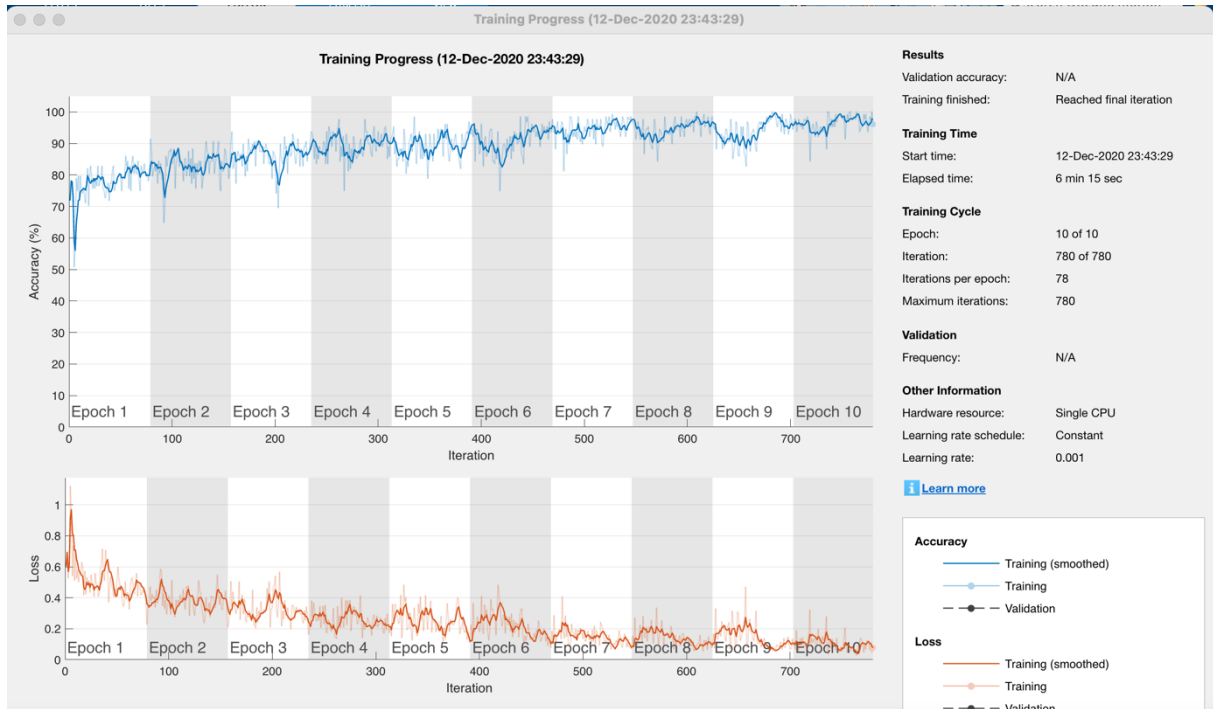 Training Progress (12-Dec-2020 23:43:29)
Training Progress (12-Dec-2020 23:43:29)
100
90
80
70
60
50
40
30
20
10
0
Accuracy (%)
Epoch 1 Epoch 2 Epoch 3 Epoch 4 Epoch 5 Epoch 6 Epoch 7 Epoch 8 Epoch 9 Epoch 10
0 100 200 300 400 500 600 700
Iteration
1
0.8
0.6
0.4
0.2
0
Loss
Epoch 1 Epoch 2 Epoch 3 Epoch 4 Epoch 5 Epoch 6 Epoch 7 Epoch 8 Epoch 9 Epoch 10
0 100 200 300 400 500 600 700
Iteration
Results
Validation accuracy: N/A
Training finished: Reached final iteration
Training Time
Start time: 12-Dec-2020 23:43:29
Elapsed time: 6 min 15 sec
Training Cycle
Epoch: 10 of 10
Iteration: 780 of 780
Iterations per epoch: 78
Maximum iterations: 780
Validation
Frequency: N/A
Other Information
Hardware resource: Single CPU
Learning rate schedule: Constant
Learning rate: 0.001
i Learn more
Accuracy
Training (smoothed)
Training
Validation
Loss
Training (smoothed)
Training
Validation